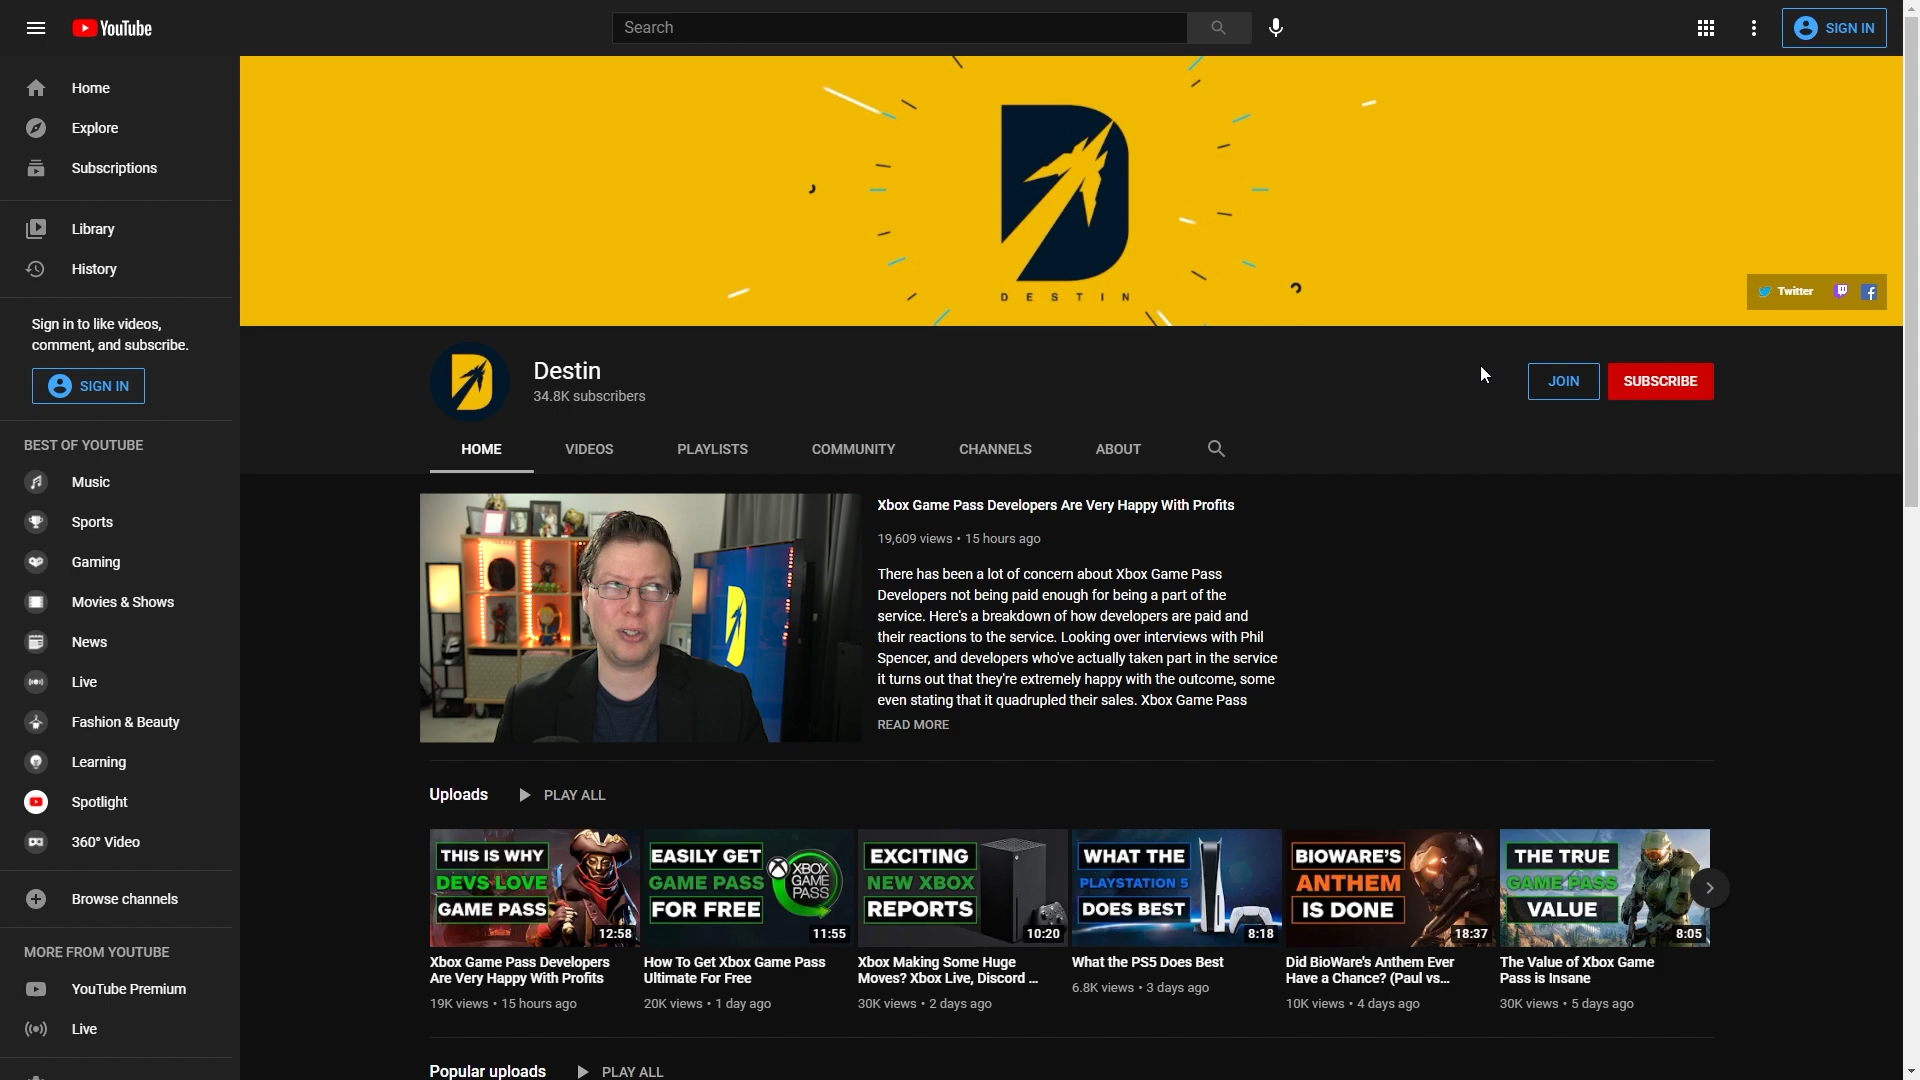 YouTube
Search
SIGN IN
Home
Explore
Subscriptions
Library
History
Sign in to like videos,
comment, and subscribe.
SIGN IN
BEST OF YOUTUBE
Music
Sports
Gaming
Movies & Shows
News
Live
Fashion & Beauty
Learning
Spotlight
360° Video
Browse channels
MORE FROM YOUTUBE
YouTube Premium
Live
DESTIN
Twitter
Destin
34.8K subscribers
JOIN
SUBSCRIBE
HOME
VIDEOS
PLAYLISTS
COMMUNITY
CHANNELS
ABOUT
Xbox Game Pass Developers Are Very Happy With Profits
19,609 views • 15 hours ago
There has been a lot of concern about Xbox Game Pass
Developers not being paid enough for being a part of the
service. Here's a breakdown of how developers are paid and
their reactions to the service. Looking over interviews with Phil
Spencer, and developers who've actually taken part in the service
it turns out that they're extremely happy with the outcome, some
even stating that it quadrupled their sales. Xbox Game Pass
READ MORE
Uploads
PLAY ALL
THIS IS WHY
DEVS LOVE
GAME PASS
12:58
Xbox Game Pass Developers
Are Very Happy With Profits
19K views • 15 hours ago
EASILY GET
GAME PASS
FOR FREE
XBOX
GAME
PASS
11:55
How To Get Xbox Game Pass
Ultimate For Free
20K views • 1 day ago
EXCITING
NEW XBOX
REPORTS
10:20
Xbox Making Some Huge
Moves? Xbox Live, Discord ...
30K views • 2 days ago
WHAT THE
PLAYSTATION 5
DOES BEST
8:18
What the PS5 Does Best
6.8K views • 3 days ago
BIOWARE'S
ANTHEM
IS DONE
18:37
Did BioWare's Anthem Ever
Have a Chance? (Paul vs...
10K views • 4 days ago
THE TRUE
GAME PASS
VALUE
8:05
The Value of Xbox Game
Pass is Insane
30K views • 5 days ago
Popular uploads
PLAY ALL